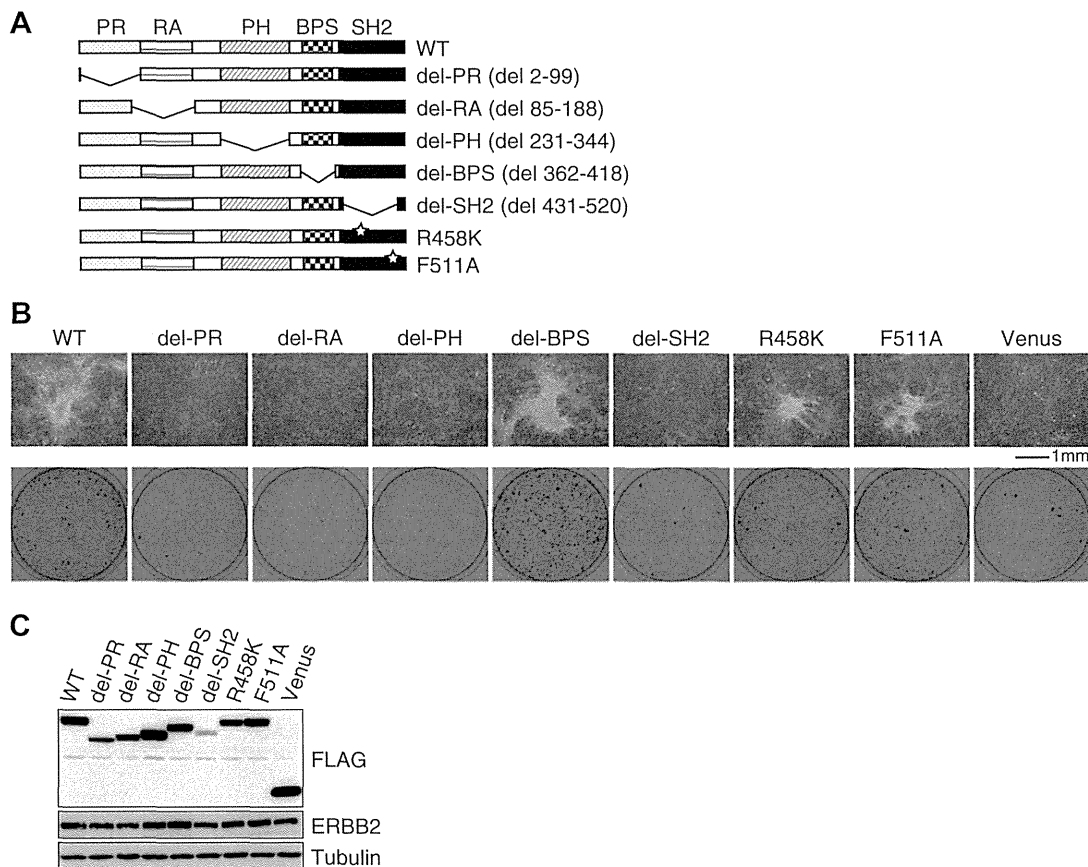 A
PR RA PH BPS SH2
WT
del-PR (del 2-99)
del-RA (del 85-188)
del-PH (del 231-344)
del-BPS (del 362-418)
del-SH2 (del 431-520)
R458K
F511A
B
WT del-PR del-RA del-PH del-BPS del-SH2 R458K F511A Venus
1mm
C
WT del-PR del-RA del-PH del-BPS del-SH2 R458K F511A Venus
FLAG
ERBB2
Tubulin